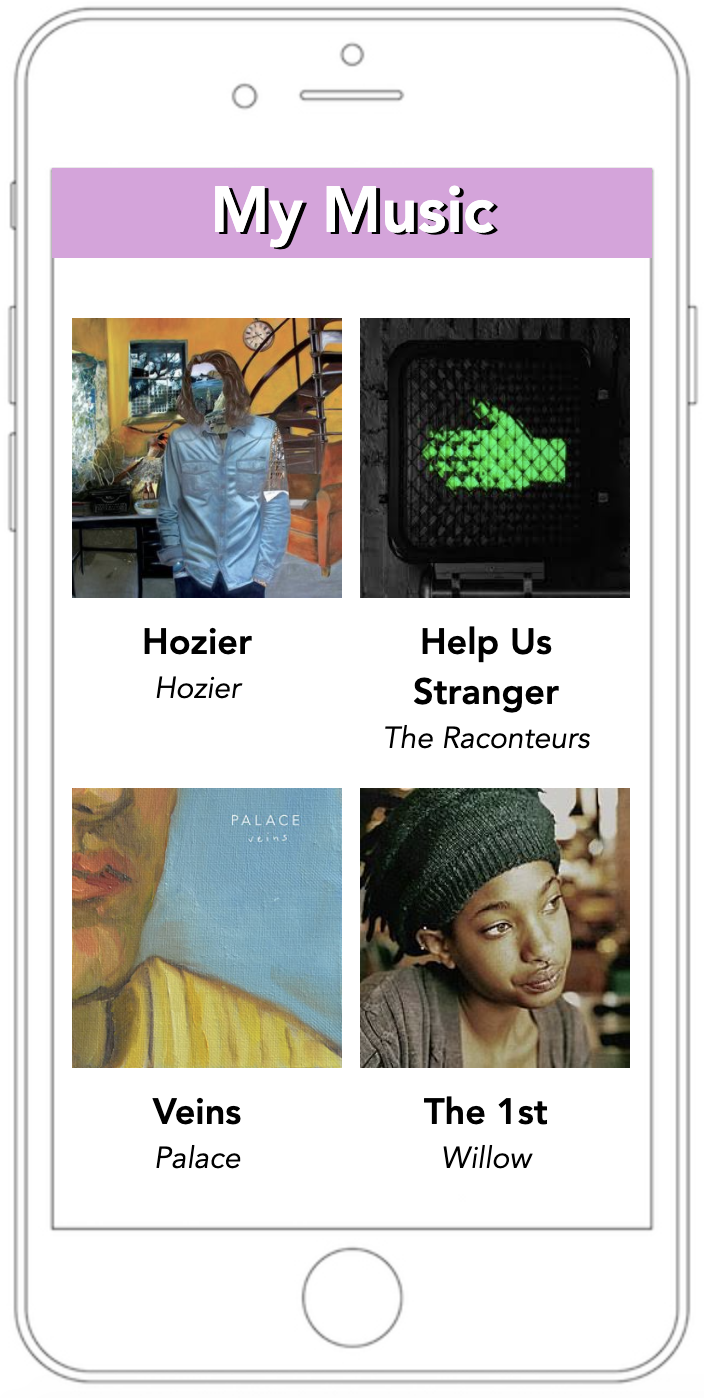 My Music
Hozier
Hozier
Help Us
Stranger
The Raconteurs
PALACE
veins
Veins
Palace
The 1st
Willow